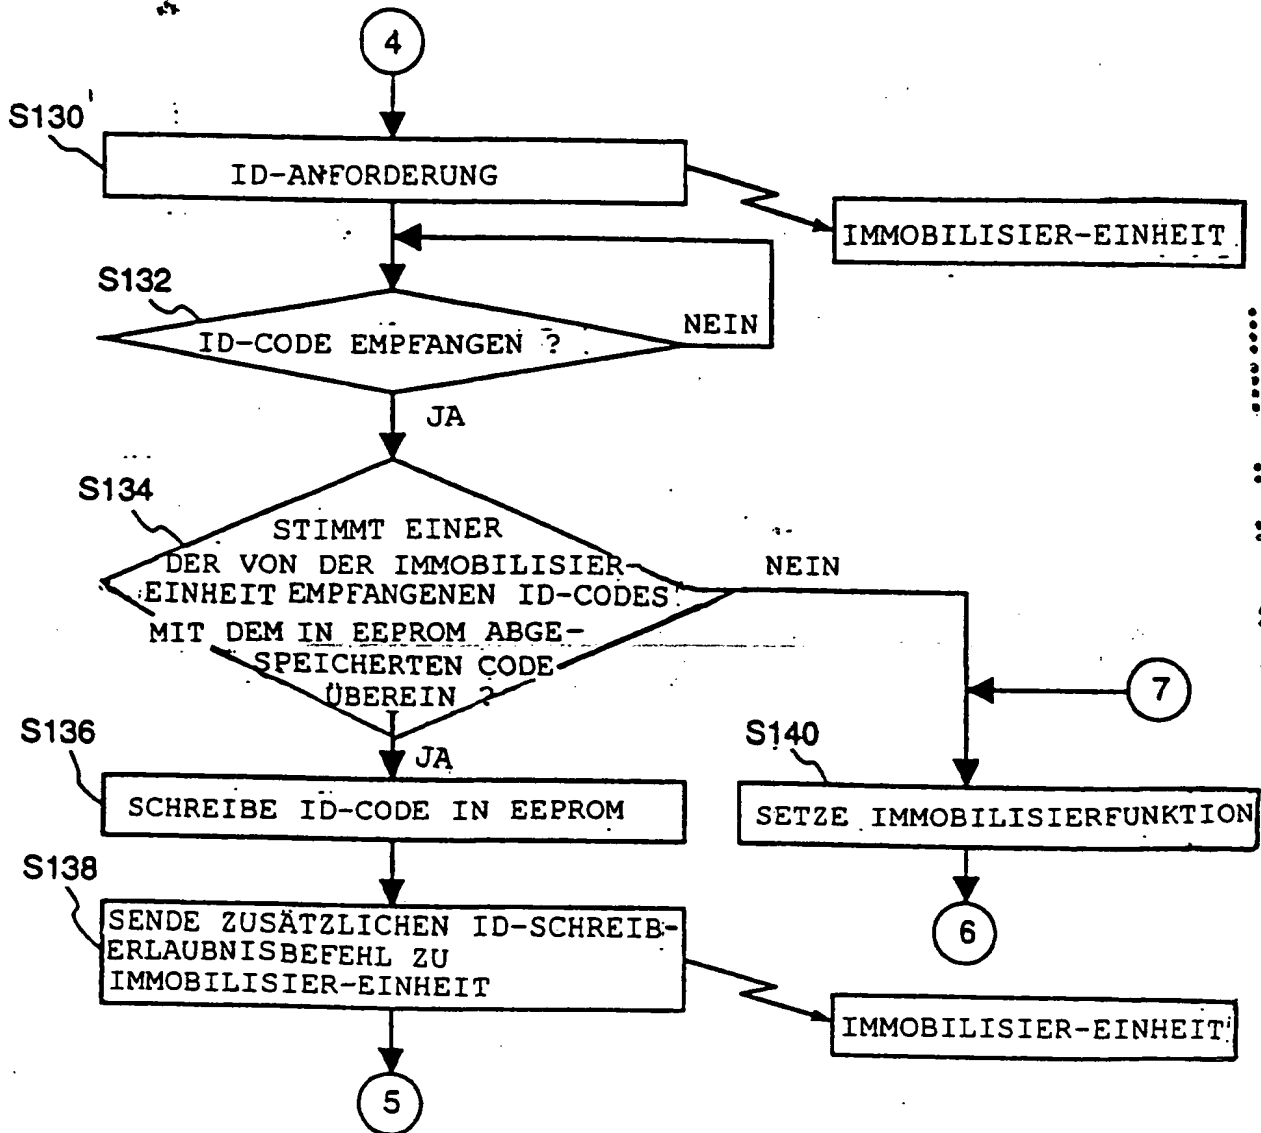 4
S130'
ID-ANFORDERUNG
IMMOBILISIER-EINHEIT
S132
ID-CODE EMPFANGEN ?
NEIN
JA
S134
STIMMT EINER
DER VON DER IMMOBILISIER-
EINHEIT EMPFANGENEN ID-CODES
MIT DEM IN EEPROM ABGE-
SPEICHERTEN CODE
ÜBEREIN ?
NEIN
7
S136
JA
S140
SCHREIBE ID-CODE IN EEPROM
SETZE IMMOBILISIERFUNKTION
S138
SENDE ZUSÄTZLICHEN ID-SCHREIB-
ERLAUBNISBEFEHL ZU
IMMOBILISIER-EINHEIT
6
IMMOBILISIER-EINHEIT
5